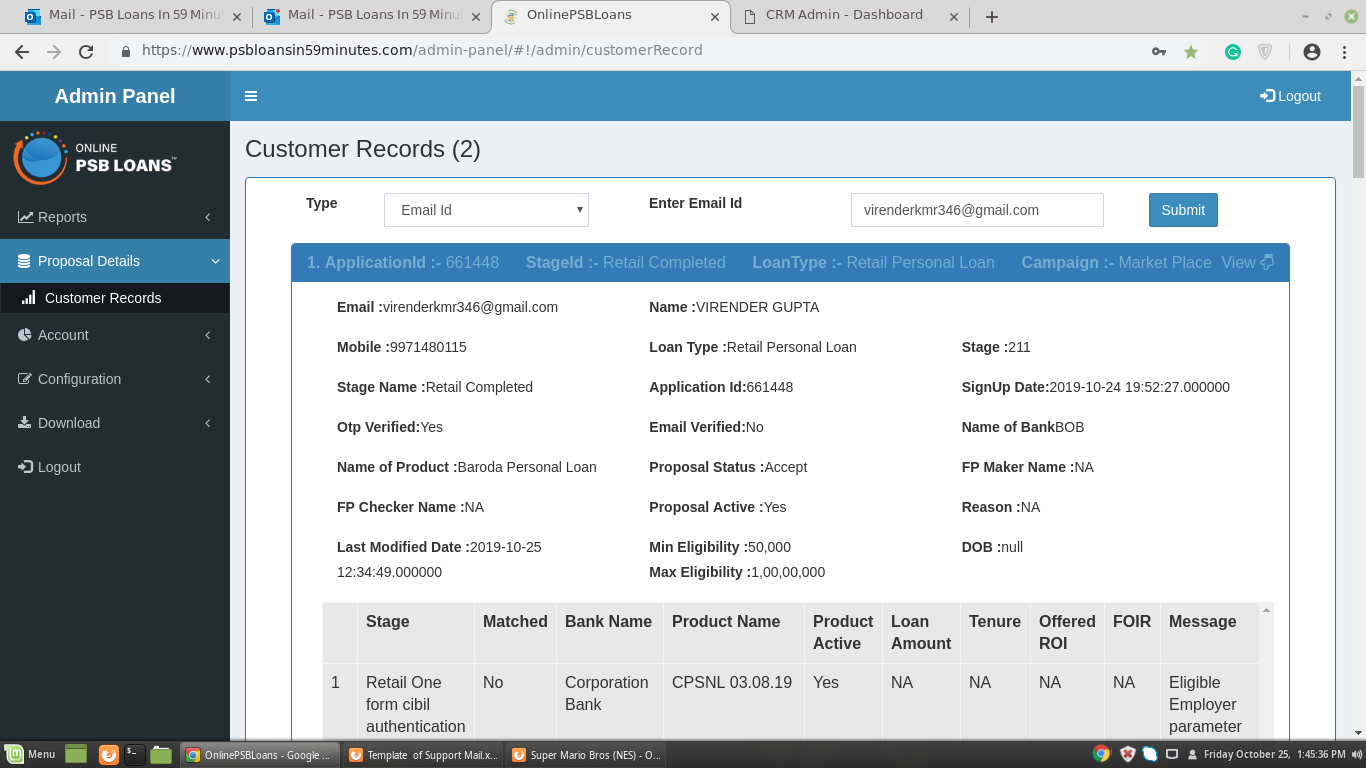 Mail - PSB Loans In 59 Minu
Mail - PSB Loans In 59 Minu
OnlinePSBLoans
CRM Admin - Dashboard
https://www.psbloansin59minutes.com/admin-panel/#!/admin/customerRecord
Admin Panel
Logout
ONLINE
PSB LOANS™
Reports
Proposal Details
Customer Records
Account
Configuration
Download
Logout
Customer Records (2)
Type
Email Id
Enter Email Id
virenderkmr346@gmail.com
Submit
1. ApplicationId :- 661448 StageId :- Retail Completed LoanType :- Retail Personal Loan Campaign :- Market Place View
Email :virenderkmr346@gmail.com Name :VIRENDER GUPTA
Mobile :9971480115 Loan Type :Retail Personal Loan Stage :211
Stage Name :Retail Completed Application Id:661448 SignUp Date:2019-10-24 19:52:27.000000
Otp Verified:Yes Email Verified:No Name of BankBOB
Name of Product :Baroda Personal Loan Proposal Status :Accept FP Maker Name :NA
FP Checker Name :NA Proposal Active :Yes Reason :NA
Last Modified Date :2019-10-25 Min Eligibility :50,000 DOB :null
12:34:49.000000 Max Eligibility :1,00,00,000
Stage Matched Bank Name Product Name Product Loan Tenure Offered FOIR Message
Active Amount ROI
1 Retail One No Corporation CPSNL 03.08.19 Yes NA NA NA NA Eligible
form cibil Bank Employer
authentication parameter
Menu
OnlinePSBLoans - Google ...
Template of Support Mail.x...
Super Mario Bros (NES) - O...
Friday October 25, 1:45:36 PM